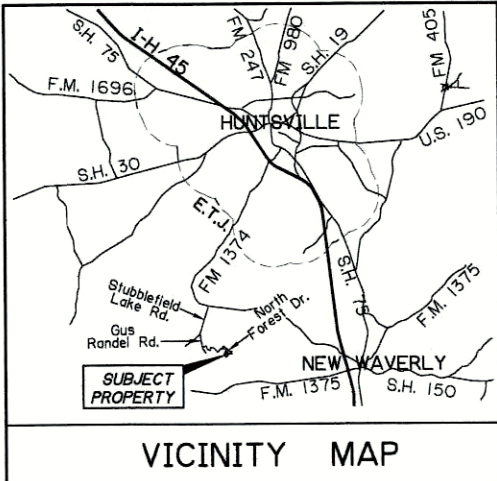 S.H. 75
I-H 45
FM 247
FM 980
S.H. 19
FM 405
F.M. 1696
HUNTSVILLE
U.S. 190
S.H. 30
E.T.J.
FM 1374
S.H. 75
F.M. 1375
Stubblefield
Lake Rd.
North
Forest Dr.
Gus
Randel Rd.
NEW WAVERLY
SUBJECT
PROPERTY
F.M. 1375
S.H. 150
VICINITY MAP